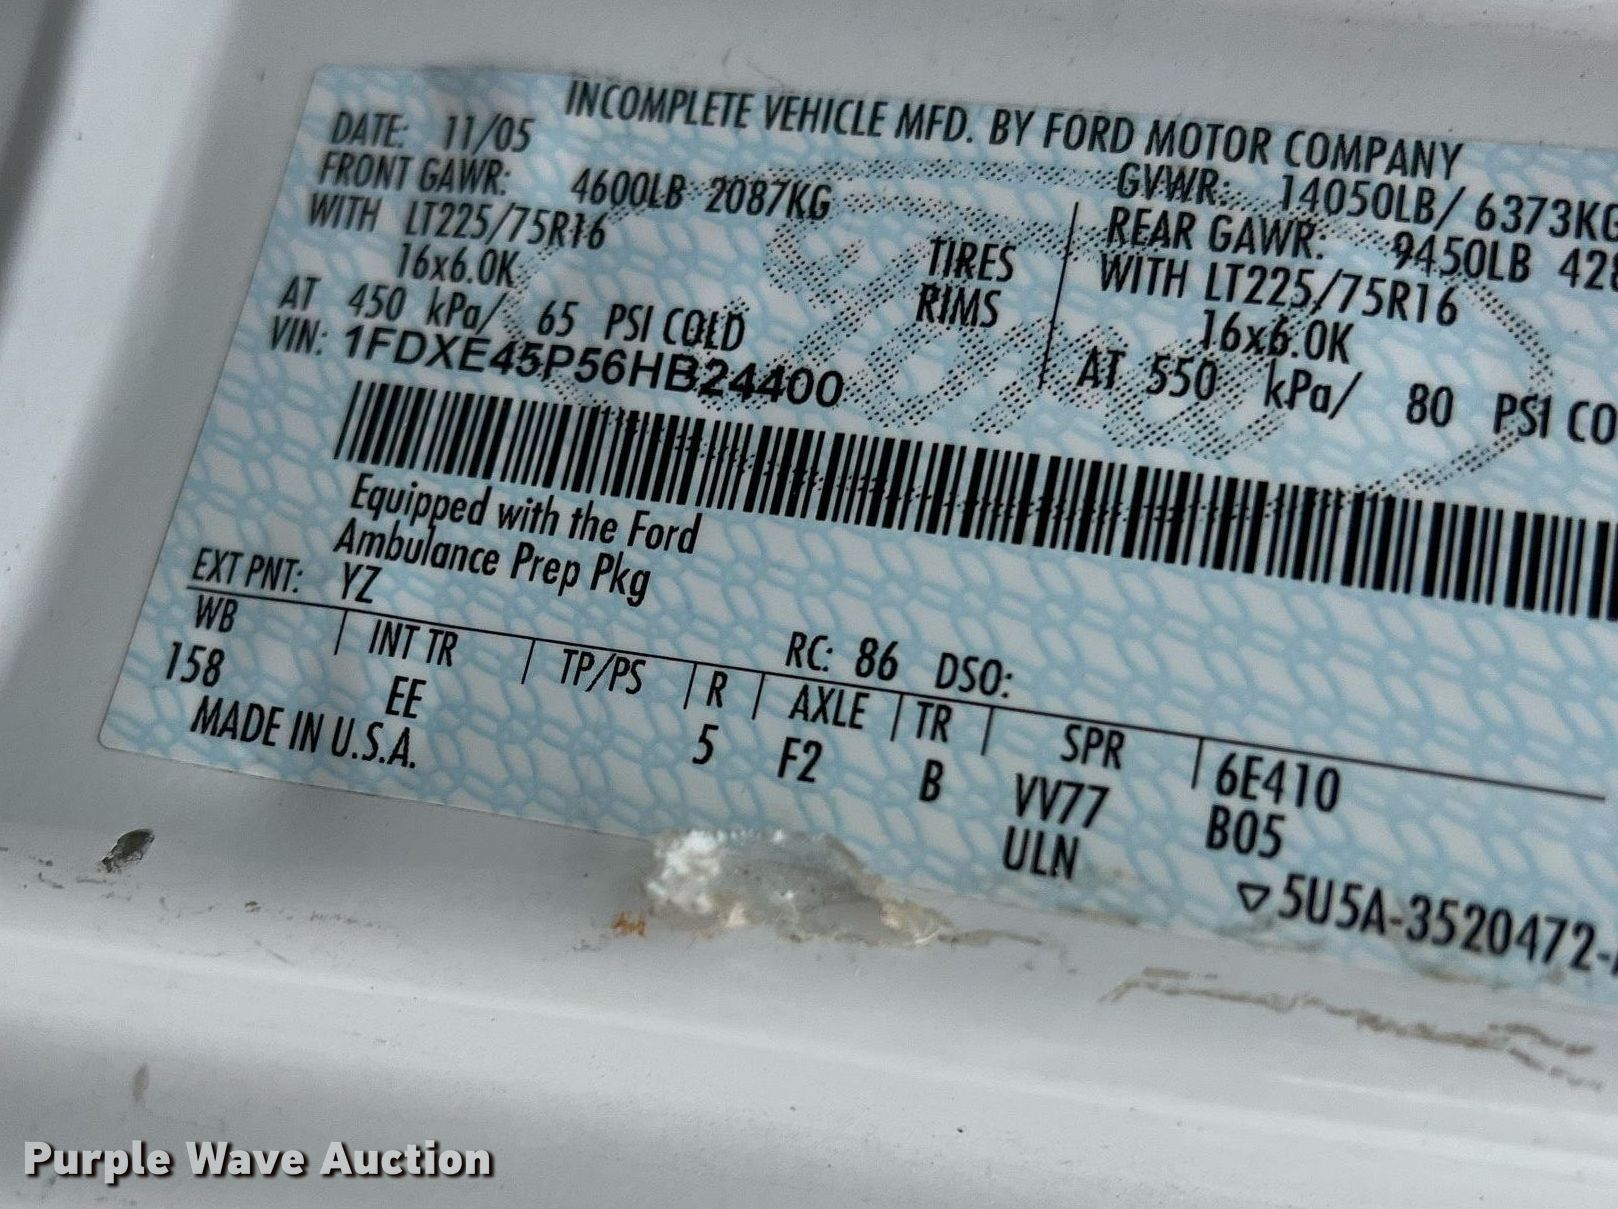 INCOMPLETE VEHICLE MFD. BY FORD MOTOR COMPANY
DATE: 11/05
GVWR: 14050LB/ 6373KG
FRONT GAWR: 4600LB 2087KG
REAR GAWR: 9450LB
WITH LT225/75R16 TIRES
WITH LT225/75R16
16x6.0K RIMS
16x6.0K
AT 450 kPa/ 65 PSI COLD
AT 550 kPa/ 80 PSI
VIN: 1FDXE45P56HB24400
Equipped with the Ford
Ambulance Prep Pkg
EXT PNT: YZ RC: 86 DSO:
WB INT TR TP/PS R AXLE TR SPR 6E410
158 EE 5 F2 B VV77 B05
MADE IN U.S.A. ULN
▽5U5A-3520472-
Purple Wave Auction